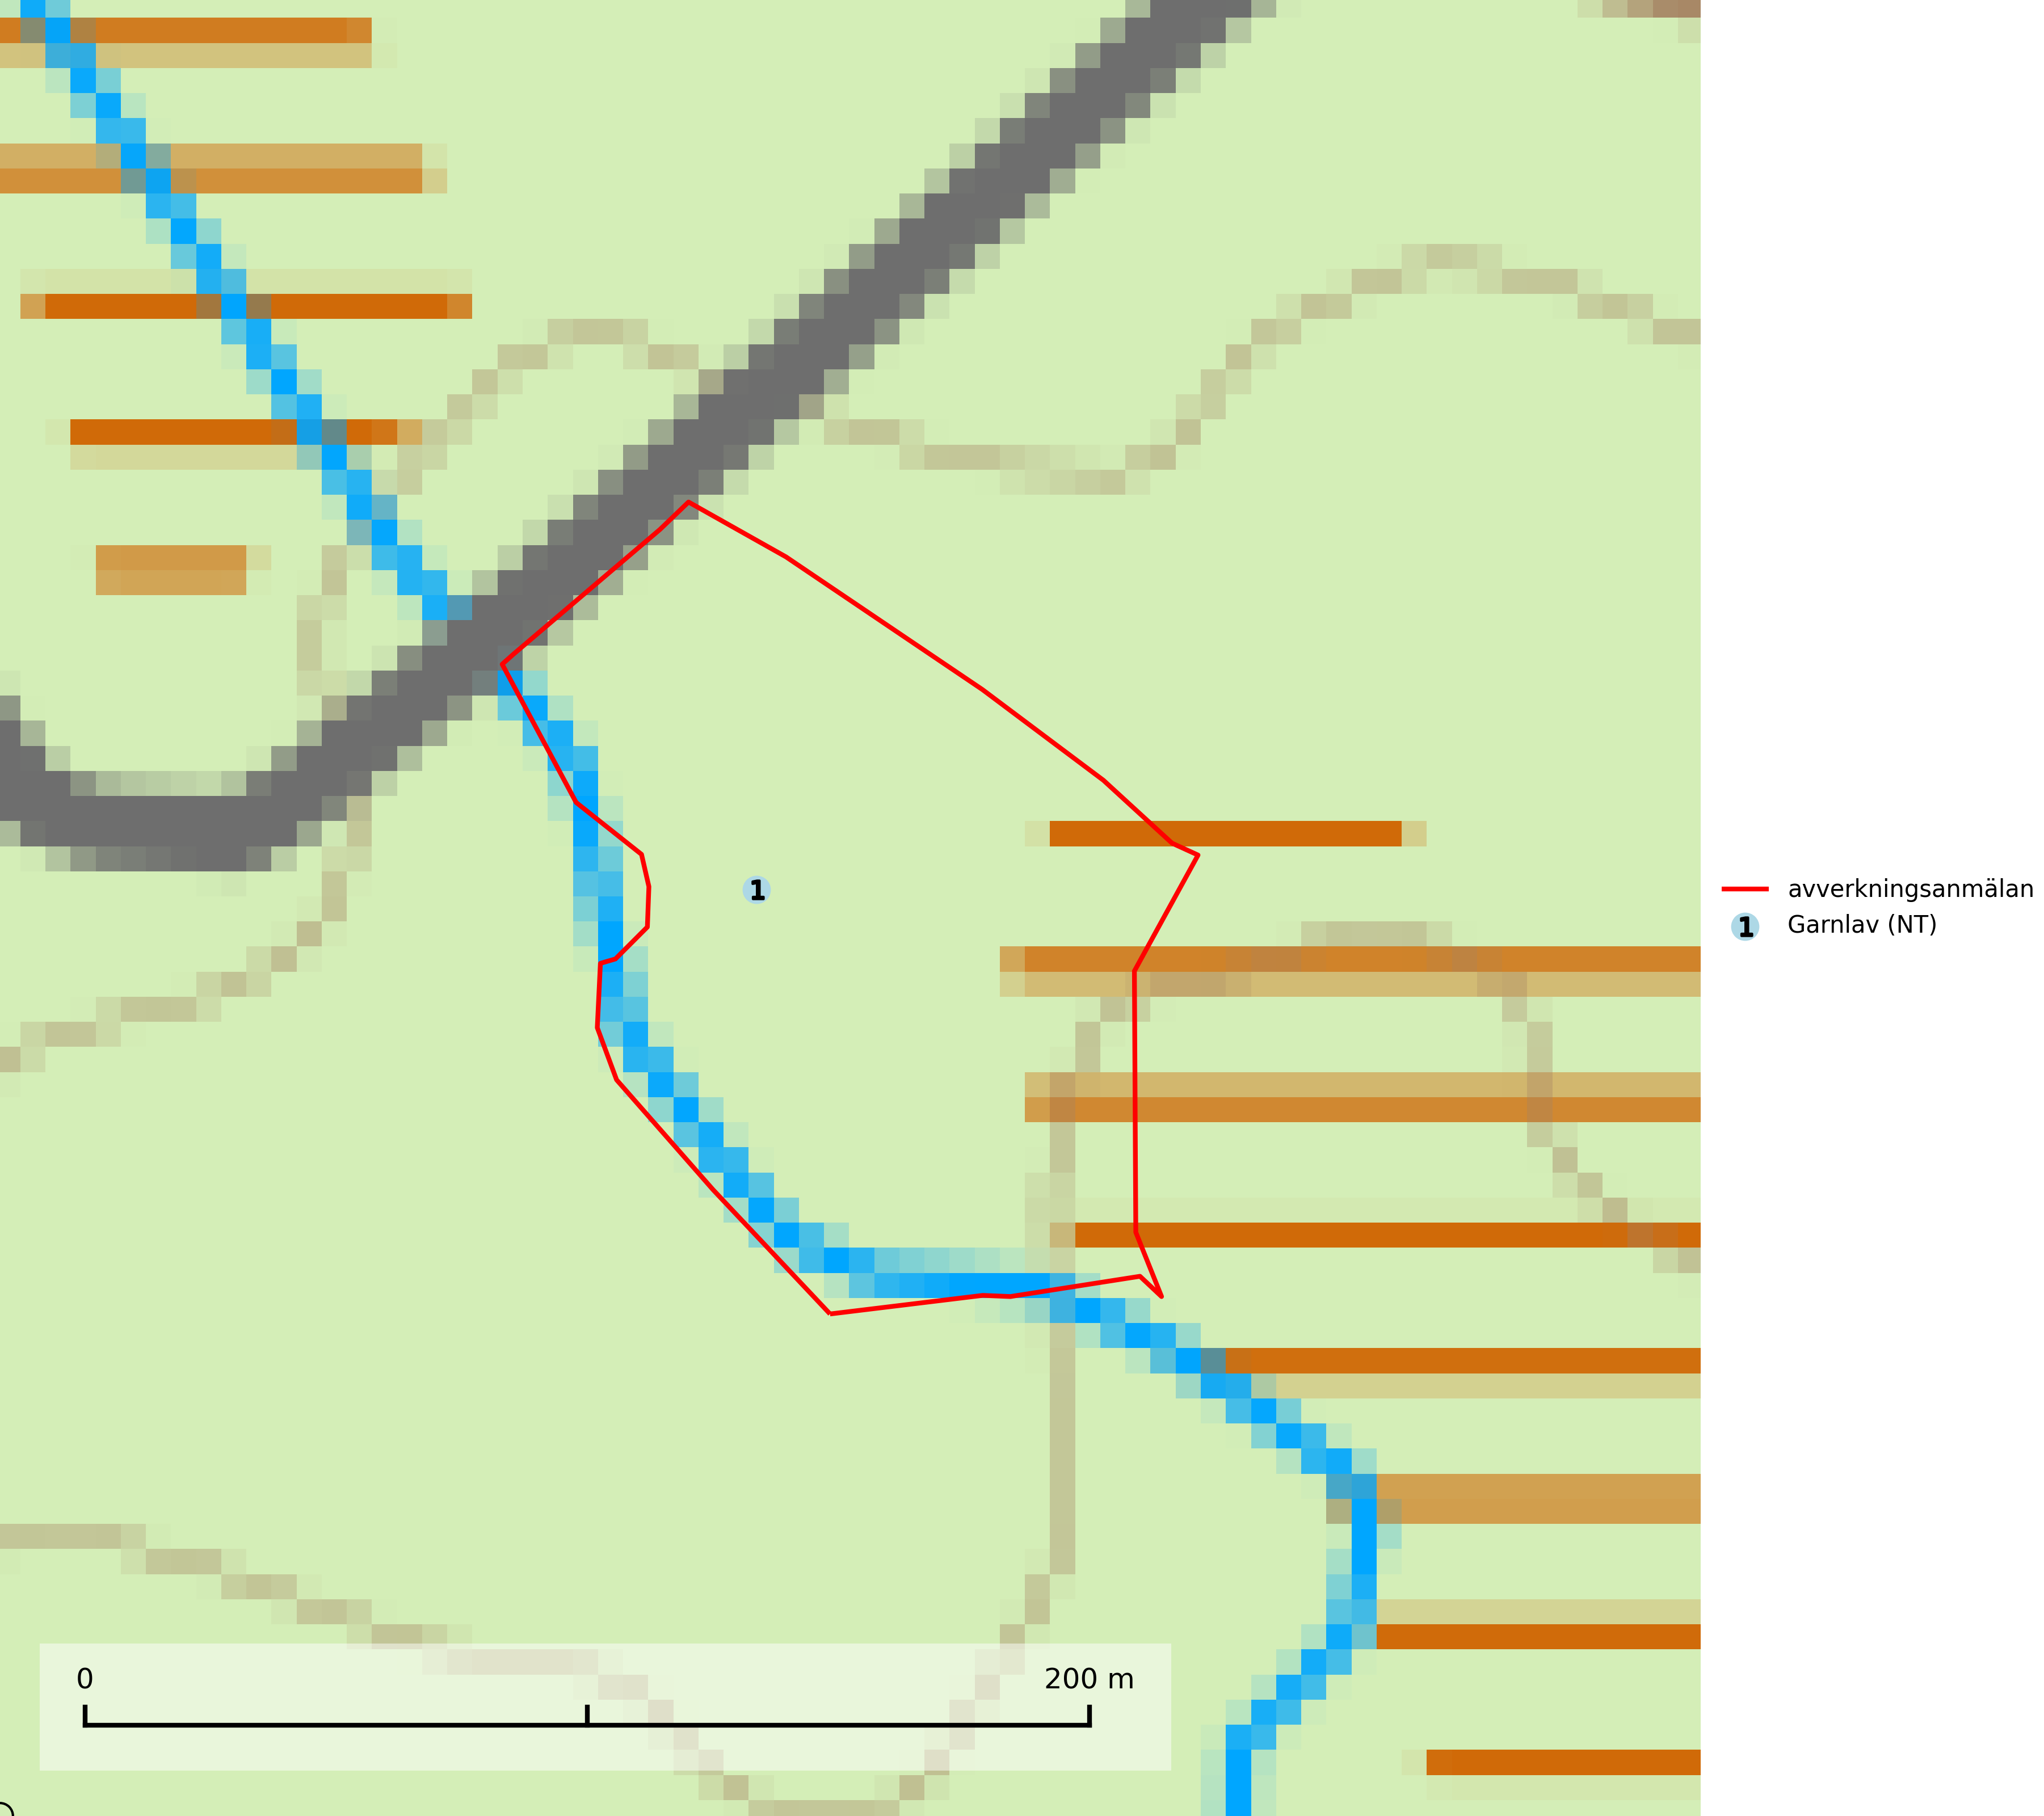 1
avverkningsanmälan
1 Garnlav (NT)
0 200 m